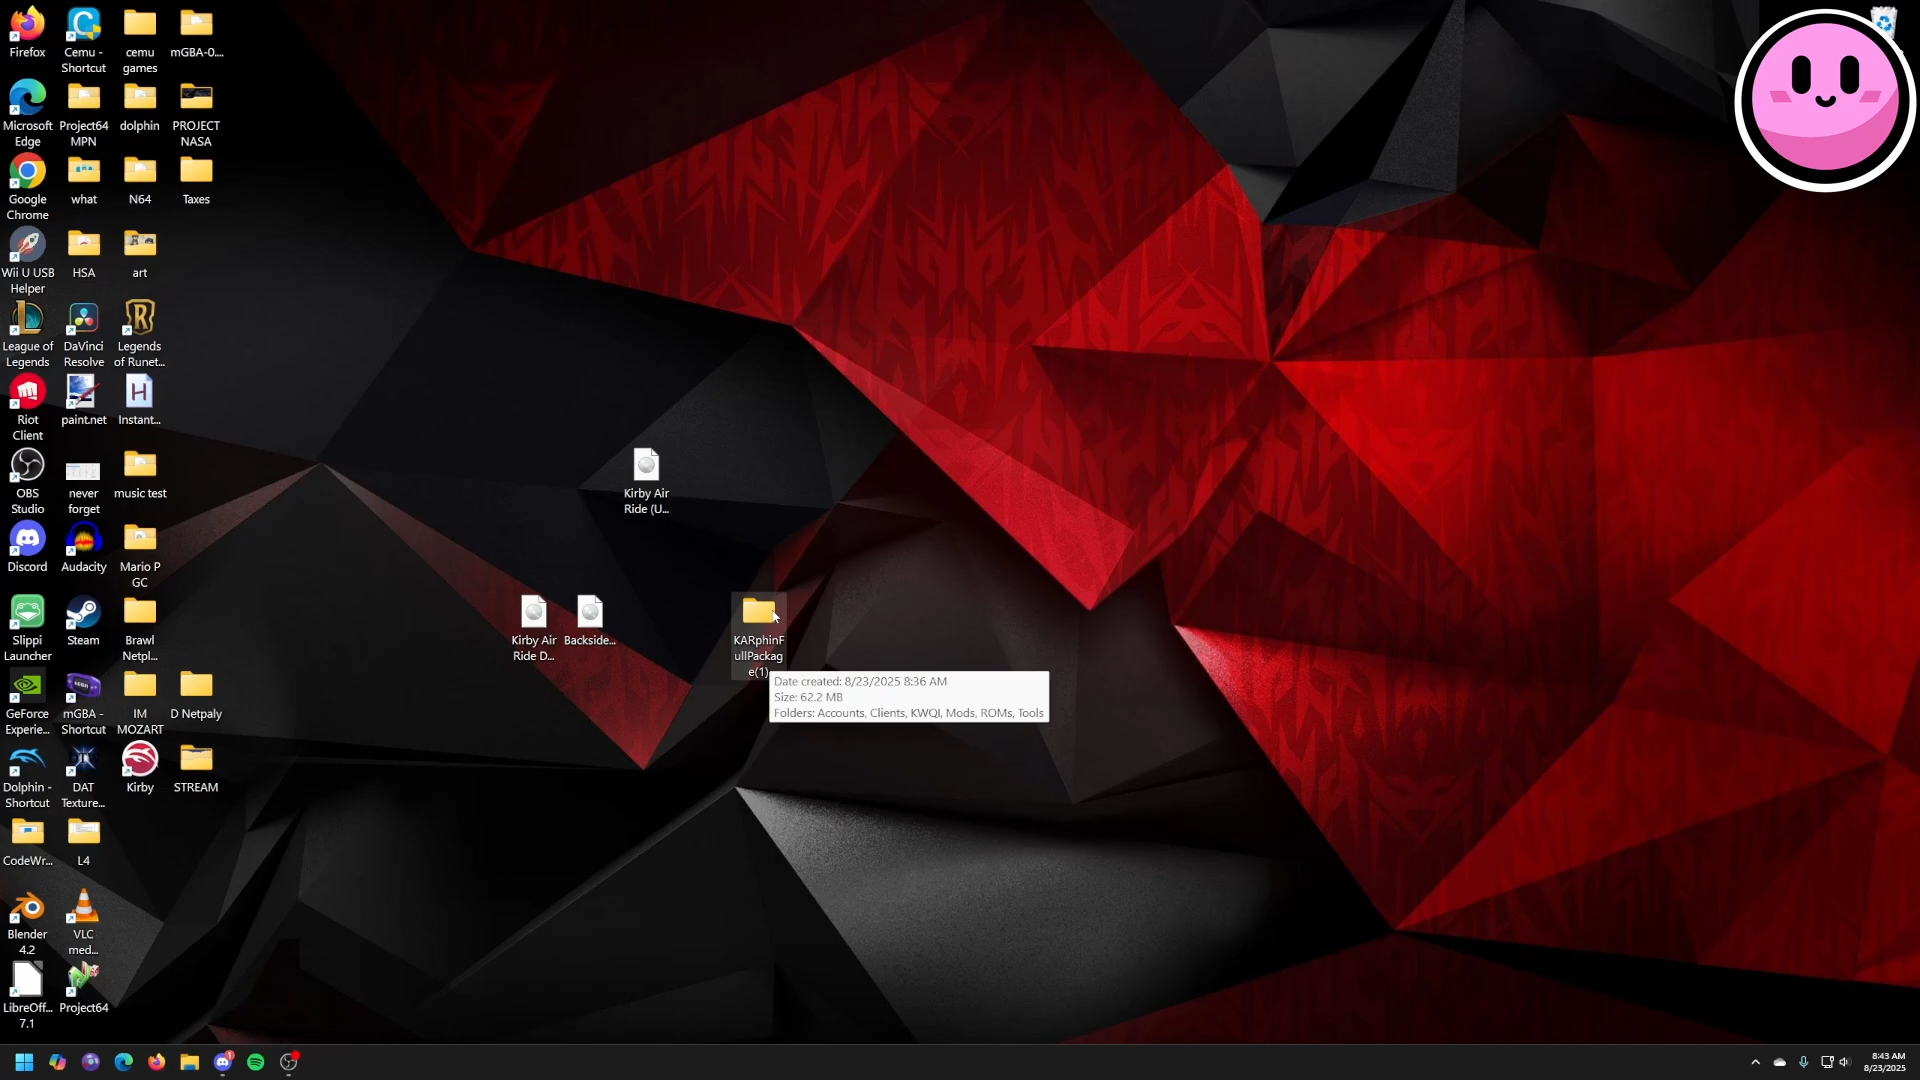 Firefox
Cemu -
Shortcut
cemu
games
mGBA-0....
Microsoft
Edge
Project64
MPN
dolphin
PROJECT
NASA
Google
Chrome
what
N64
Taxes
Wii U USB
Helper
HSA
art
League of
Legends
DaVinci
Resolve
Legends
of Runet...
Riot
Client
paint.net
Instant...
OBS
Studio
never
forget
music test
Discord
Audacity
Mario P
GC
Slippi
Launcher
Steam
Brawl
Netpl...
GeForce
Experie...
mGBA -
Shortcut
IM
MOZART
D Netpaly
Dolphin -
Shortcut
DAT
Texture...
Kirby
STREAM
CodeWr...
L4
Blender
4.2
VLC
med...
LibreOff...
7.1
Project64
Kirby Air
Ride (U...
Kirby Air
Ride D...
Backside...
KARphinF
ullPackag
e(1)
Date created: 8/23/2025 8:36 AM
Size: 62.2 MB
Folders: Accounts, Clients, KWQI, Mods, ROMs, Tools
8:43 AM
8/23/2025